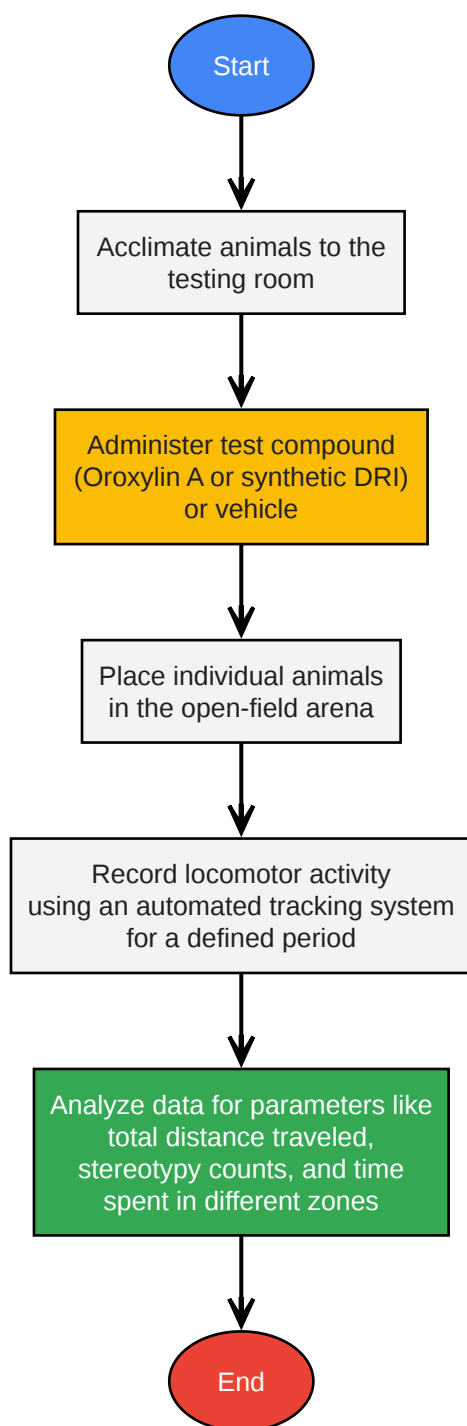 Start
Acclimate animals to the
testing room
Administer test compound
(Oroxylin A or synthetic DRI)
or vehicle
Place individual animals
in the open-field arena
Record locomotor activity
using an automated tracking system
for a defined period
Analyze data for parameters like
total distance traveled,
stereotypy counts, and time
spent in different zones
End